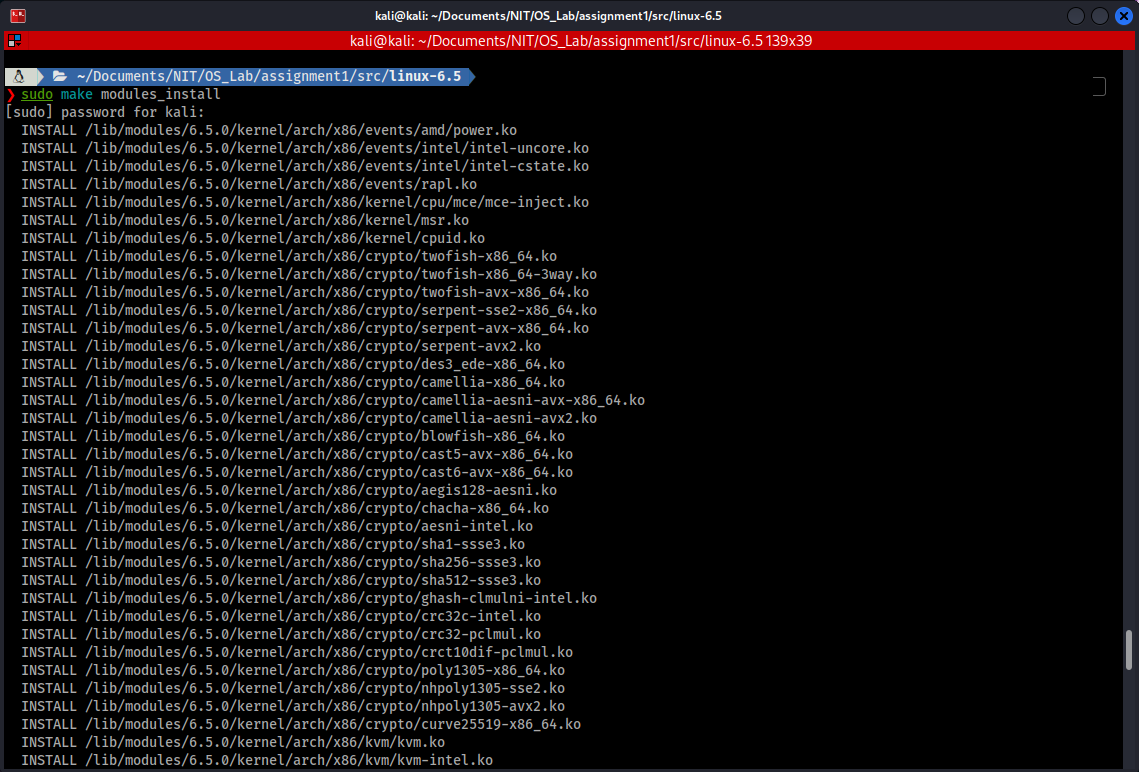 kali@kali: ~/Documents/NIT/OS_Lab/assignment1/src/linux-6.5
kali@kali: ~/Documents/NIT/OS_Lab/assignment1/src/linux-6.5 139x39
~/Documents/NIT/OS_Lab/assignment1/src/linux-6.5
❯ sudo make modules_install
[sudo] password for kali:
INSTALL /lib/modules/6.5.0/kernel/arch/x86/events/amd/power.ko
INSTALL /lib/modules/6.5.0/kernel/arch/x86/events/intel/intel-uncore.ko
INSTALL /lib/modules/6.5.0/kernel/arch/x86/events/intel/intel-cstate.ko
INSTALL /lib/modules/6.5.0/kernel/arch/x86/events/rapl.ko
INSTALL /lib/modules/6.5.0/kernel/arch/x86/kernel/cpu/mce/mce-inject.ko
INSTALL /lib/modules/6.5.0/kernel/arch/x86/kernel/msr.ko
INSTALL /lib/modules/6.5.0/kernel/arch/x86/kernel/cpuid.ko
INSTALL /lib/modules/6.5.0/kernel/arch/x86/crypto/twofish-x86_64.ko
INSTALL /lib/modules/6.5.0/kernel/arch/x86/crypto/twofish-x86_64-3way.ko
INSTALL /lib/modules/6.5.0/kernel/arch/x86/crypto/twofish-avx-x86_64.ko
INSTALL /lib/modules/6.5.0/kernel/arch/x86/crypto/serpent-sse2-x86_64.ko
INSTALL /lib/modules/6.5.0/kernel/arch/x86/crypto/serpent-avx-x86_64.ko
INSTALL /lib/modules/6.5.0/kernel/arch/x86/crypto/serpent-avx2.ko
INSTALL /lib/modules/6.5.0/kernel/arch/x86/crypto/des3_ede-x86_64.ko
INSTALL /lib/modules/6.5.0/kernel/arch/x86/crypto/camellia-x86_64.ko
INSTALL /lib/modules/6.5.0/kernel/arch/x86/crypto/camellia-aesni-avx-x86_64.ko
INSTALL /lib/modules/6.5.0/kernel/arch/x86/crypto/camellia-aesni-avx2.ko
INSTALL /lib/modules/6.5.0/kernel/arch/x86/crypto/blowfish-x86_64.ko
INSTALL /lib/modules/6.5.0/kernel/arch/x86/crypto/cast5-avx-x86_64.ko
INSTALL /lib/modules/6.5.0/kernel/arch/x86/crypto/cast6-avx-x86_64.ko
INSTALL /lib/modules/6.5.0/kernel/arch/x86/crypto/aegis128-aesni.ko
INSTALL /lib/modules/6.5.0/kernel/arch/x86/crypto/chacha-x86_64.ko
INSTALL /lib/modules/6.5.0/kernel/arch/x86/crypto/aesni-intel.ko
INSTALL /lib/modules/6.5.0/kernel/arch/x86/crypto/sha1-ssse3.ko
INSTALL /lib/modules/6.5.0/kernel/arch/x86/crypto/sha256-ssse3.ko
INSTALL /lib/modules/6.5.0/kernel/arch/x86/crypto/sha512-ssse3.ko
INSTALL /lib/modules/6.5.0/kernel/arch/x86/crypto/ghash-clmulni-intel.ko
INSTALL /lib/modules/6.5.0/kernel/arch/x86/crypto/crc32c-intel.ko
INSTALL /lib/modules/6.5.0/kernel/arch/x86/crypto/crc32-pclmul.ko
INSTALL /lib/modules/6.5.0/kernel/arch/x86/crypto/crct10dif-pclmul.ko
INSTALL /lib/modules/6.5.0/kernel/arch/x86/crypto/poly1305-x86_64.ko
INSTALL /lib/modules/6.5.0/kernel/arch/x86/crypto/nhpoly1305-sse2.ko
INSTALL /lib/modules/6.5.0/kernel/arch/x86/crypto/nhpoly1305-avx2.ko
INSTALL /lib/modules/6.5.0/kernel/arch/x86/crypto/curve25519-x86_64.ko
INSTALL /lib/modules/6.5.0/kernel/arch/x86/kvm/kvm.ko
INSTALL /lib/modules/6.5.0/kernel/arch/x86/kvm/kvm-intel.ko